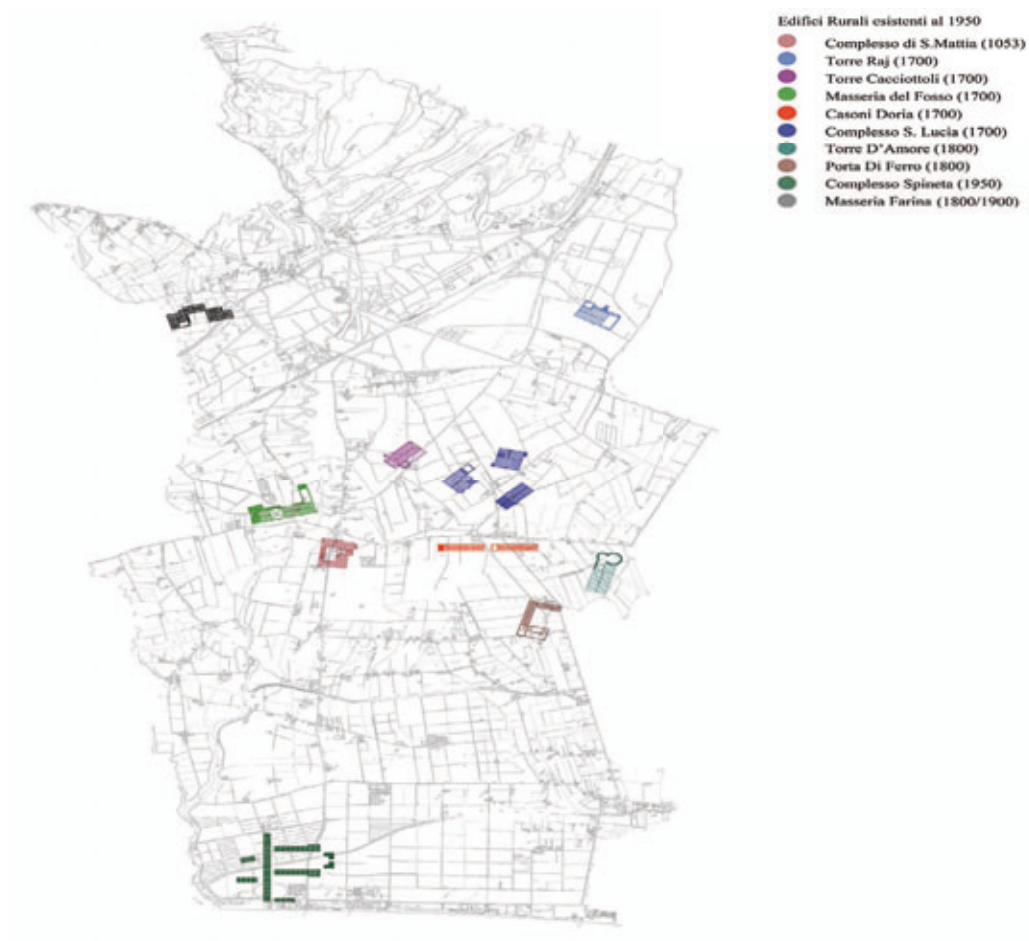 Edifici Rurali esistenti al 1950
Complesso di S.Mattia (1053)
Torre Raj (1700)
Torre Cacciottoli (1700)
Masseria del Fosso (1700)
Casoni Doria (1700)
Complesso S. Lucia (1700)
Torre D'Amore (1800)
Porta Di Ferro (1800)
Complesso Spineta (1950)
Masseria Farina (1800/1900)